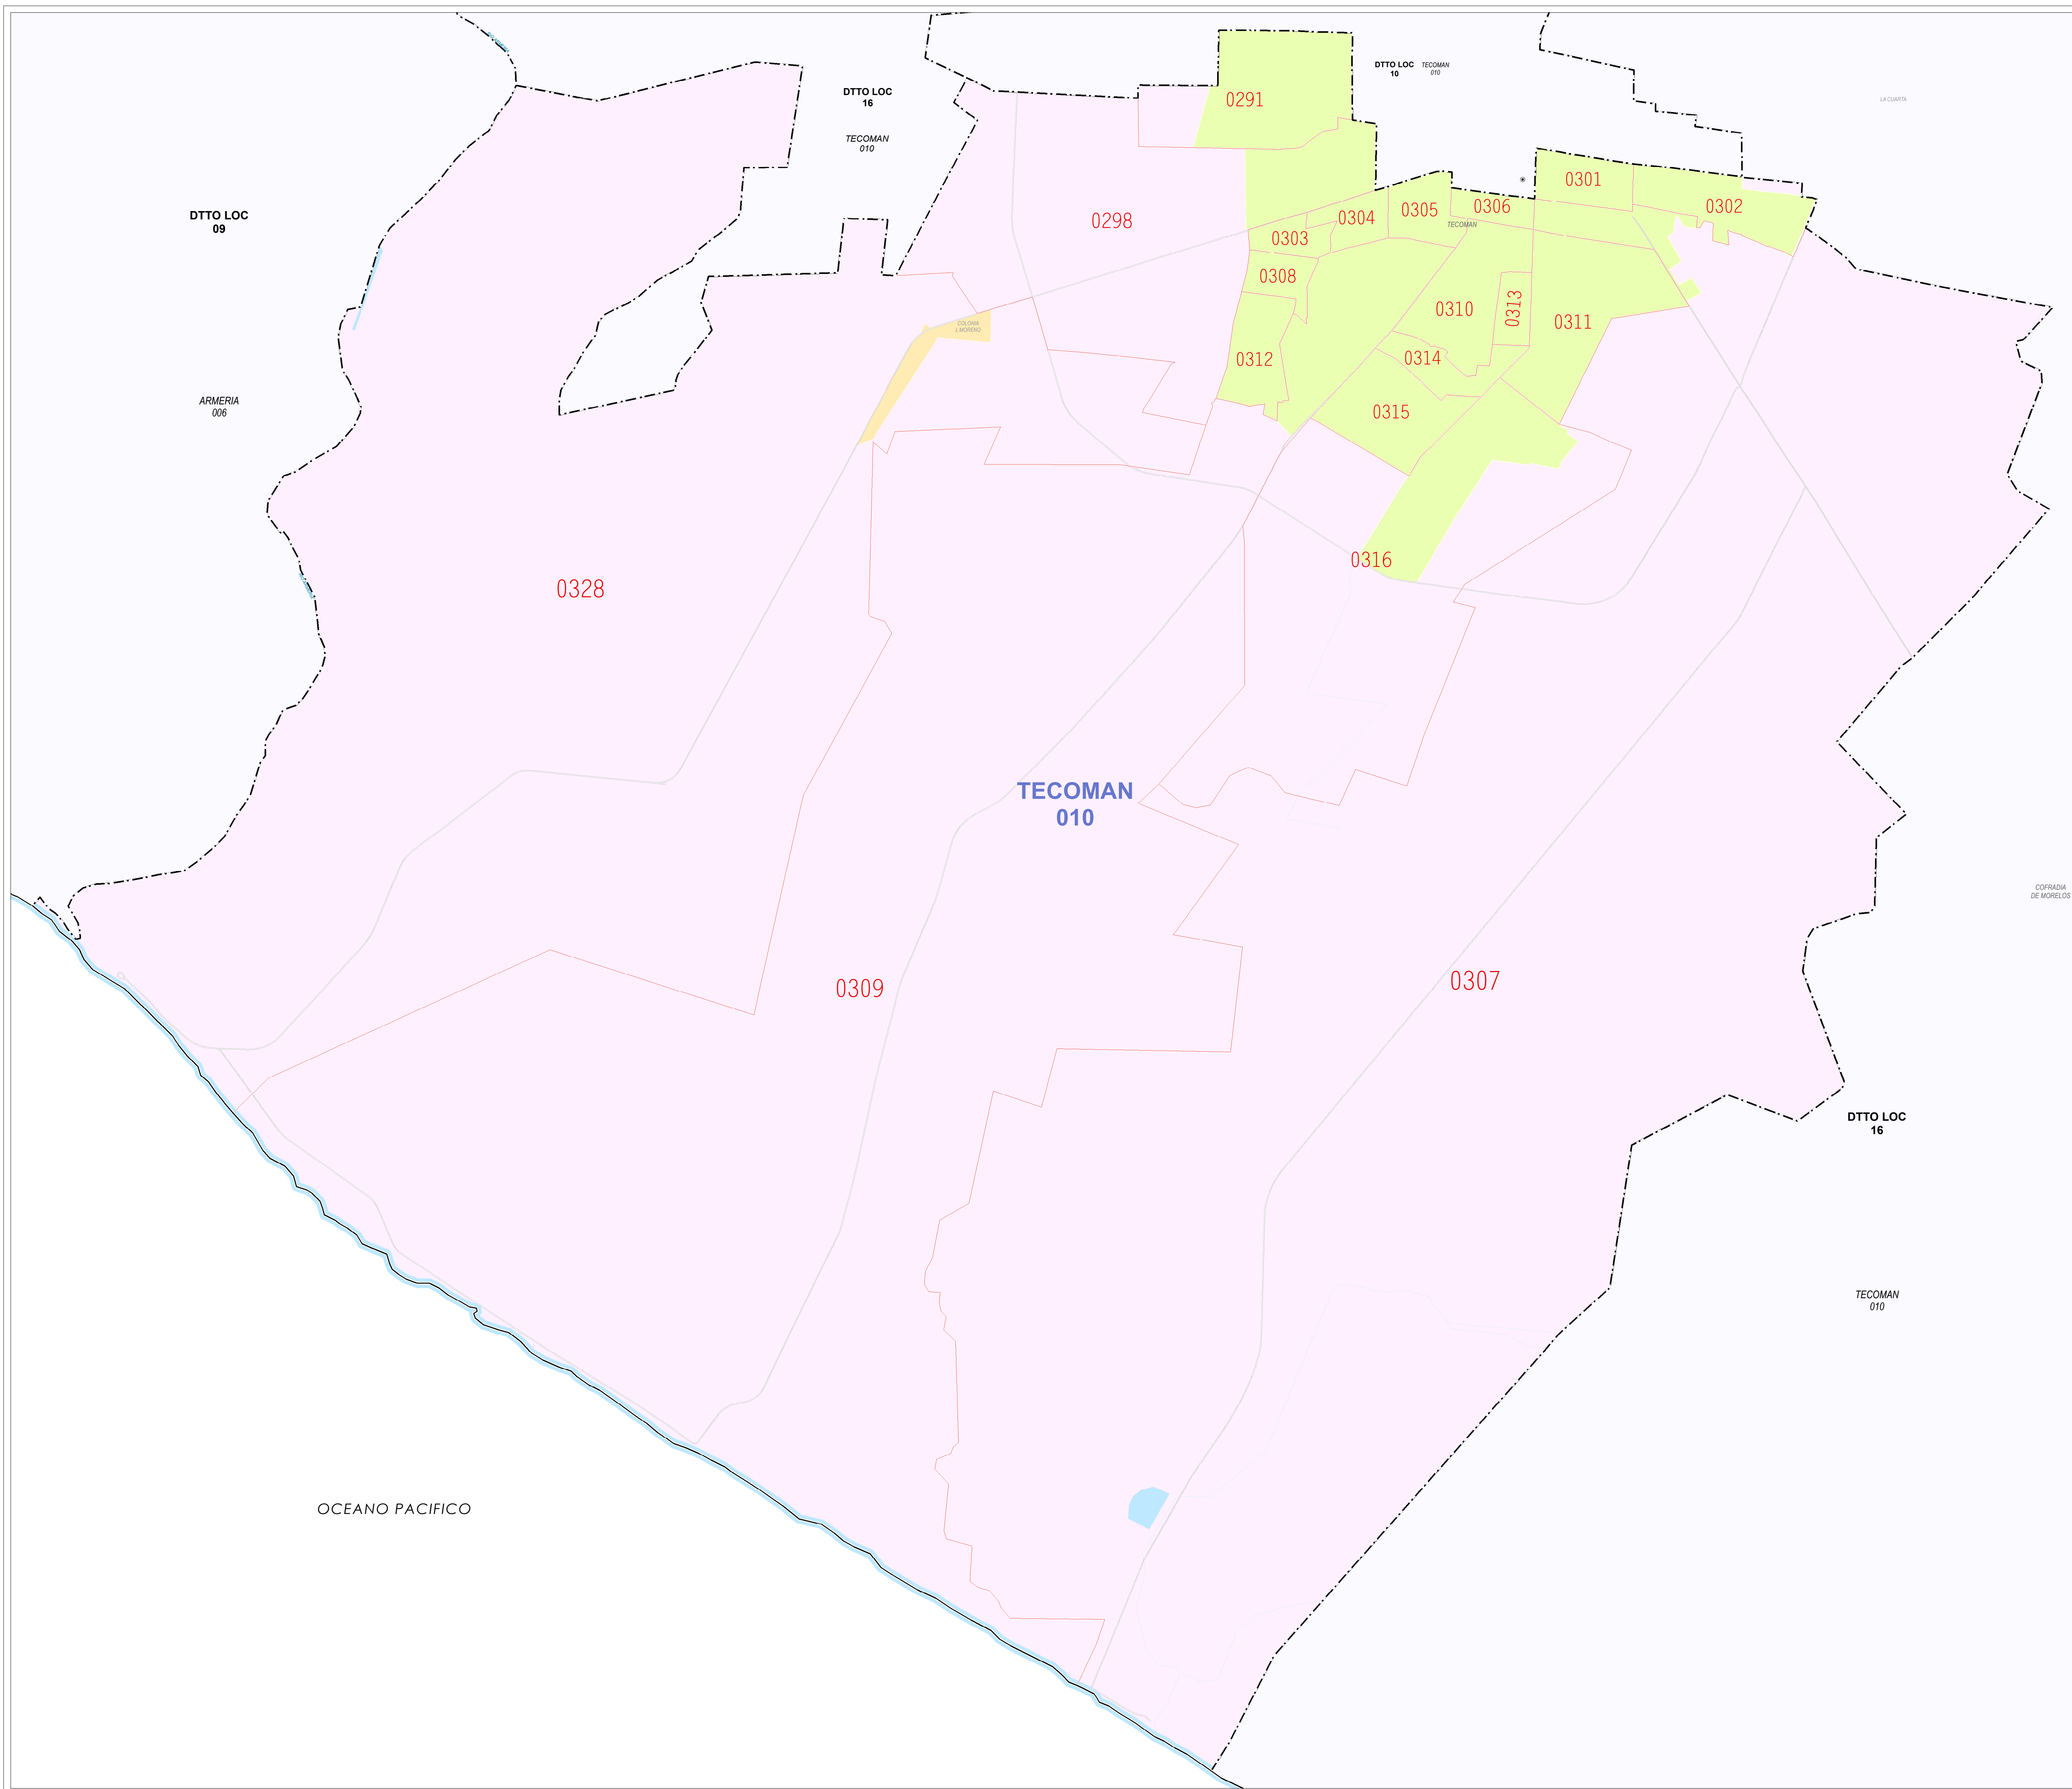 DTTO LOC
10
TECOMAN
010
DTTO LOC
16
TECOMAN
010
LA CUARTA
0291
0301
0302
DTTO LOC
09
0298
0304
0305
0306
TECOMAN
0303
0308
0310
0313
0311
COLONIA
L MORENO
0312
0314
ARMERIA
006
0315
0316
0328
TECOMAN
010
COFRADIA
DE MORELOS
0309
0307
DTTO LOC
16
TECOMAN
010
OCEANO PACIFICO